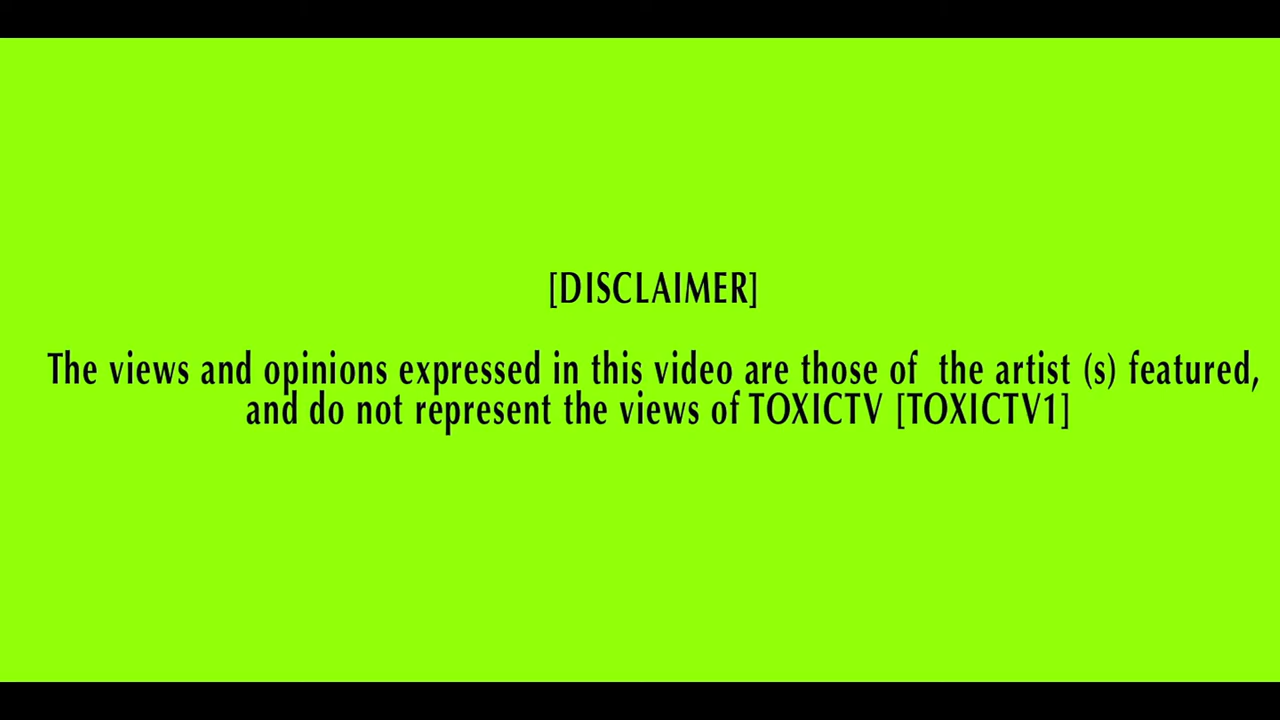 [DISCLAIMER]
The views and opinions expressed in this video are those of  the artist (s) featured,
and do not represent the views of TOXICTV [TOXICTV1]